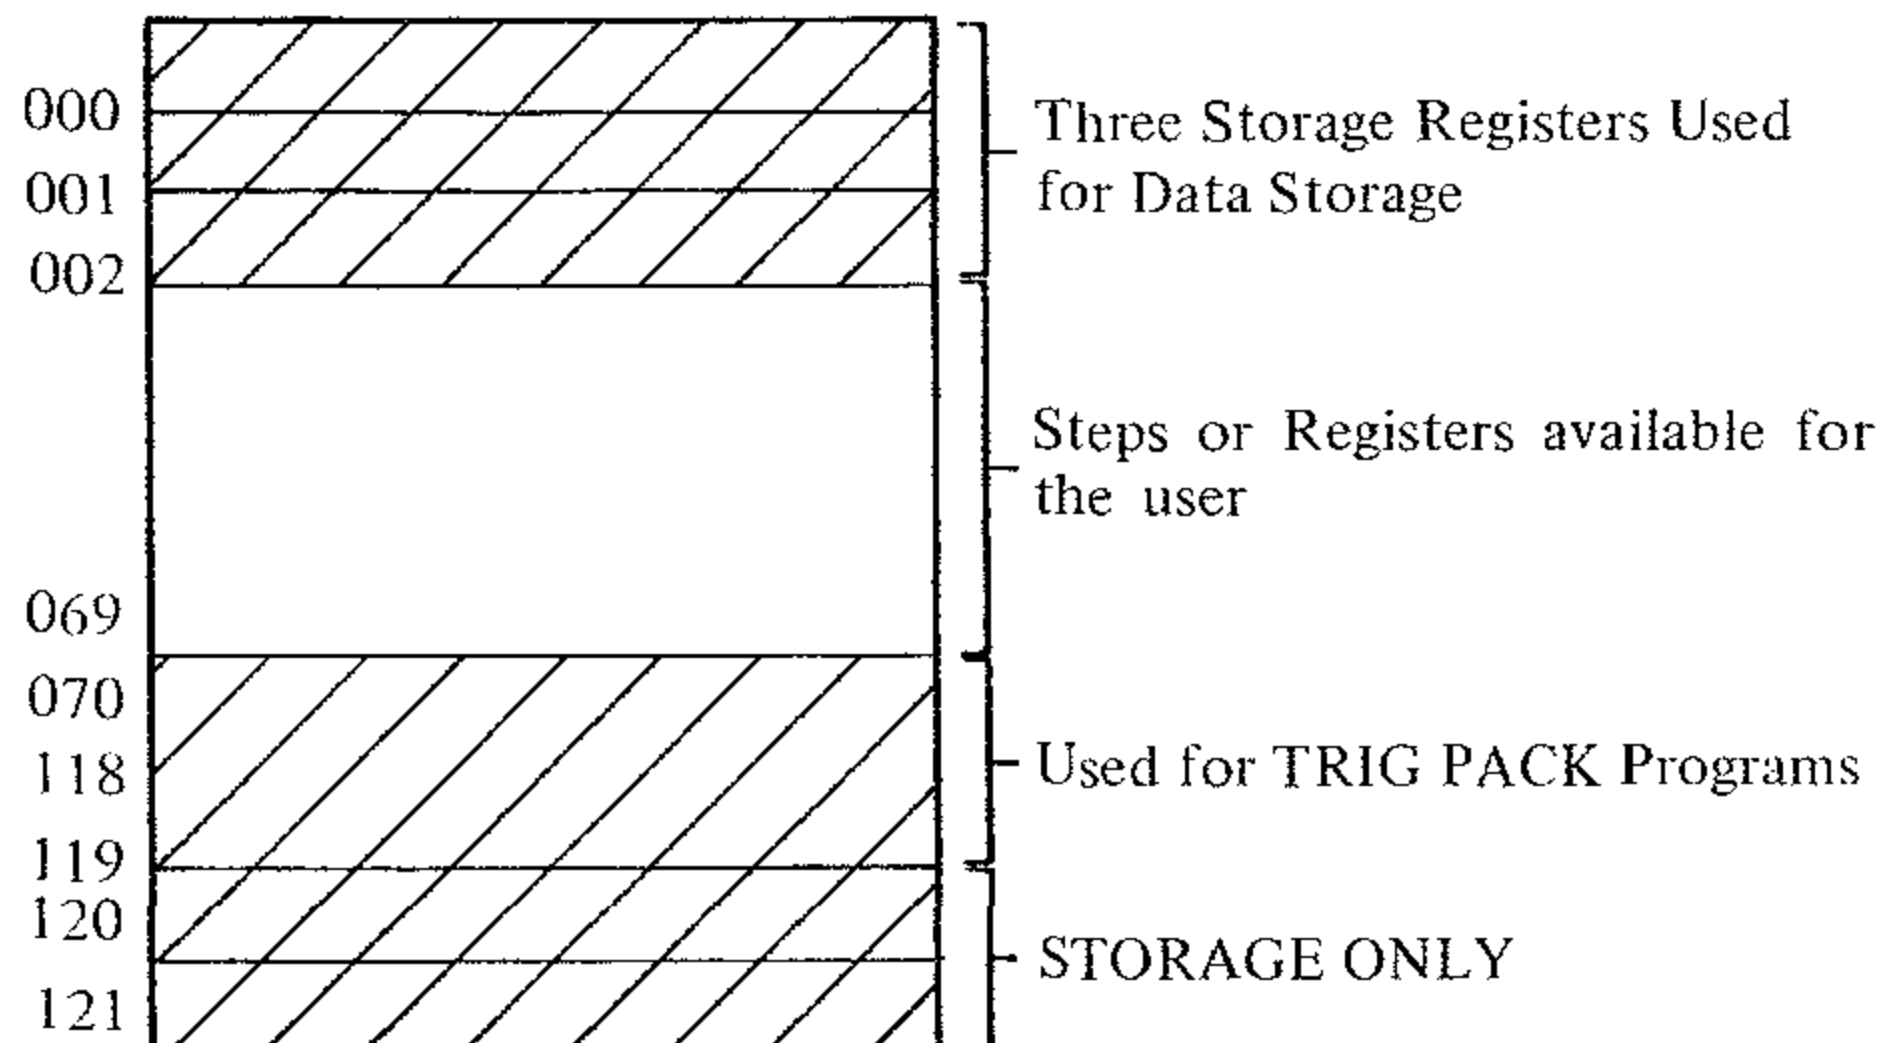 000
001
002
069
070
118
119
120
121
Three Storage Registers Used
for Data Storage
Steps or Registers available for
the user
Used for TRIG PACK Programs
STORAGE ONLY